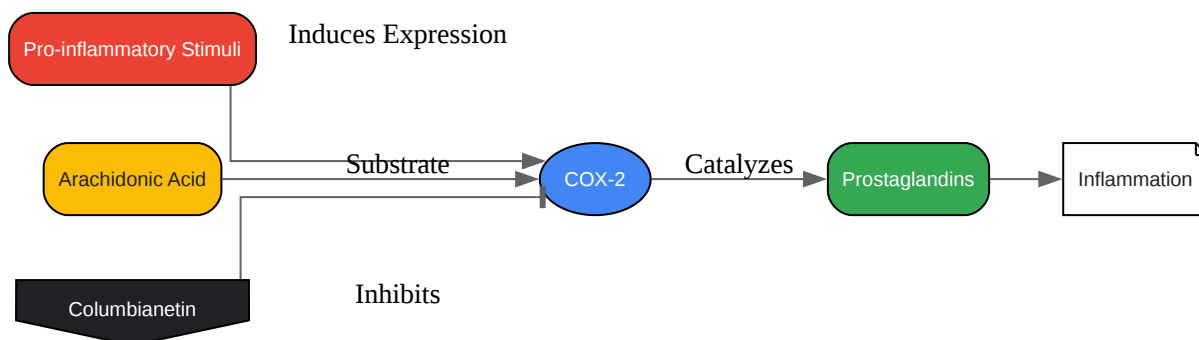 Pro-inflammatory Stimuli
Induces Expression
Arachidonic Acid
Substrate
COX-2
Catalyzes
Prostaglandins
Inflammation
Columbianetin
Inhibits